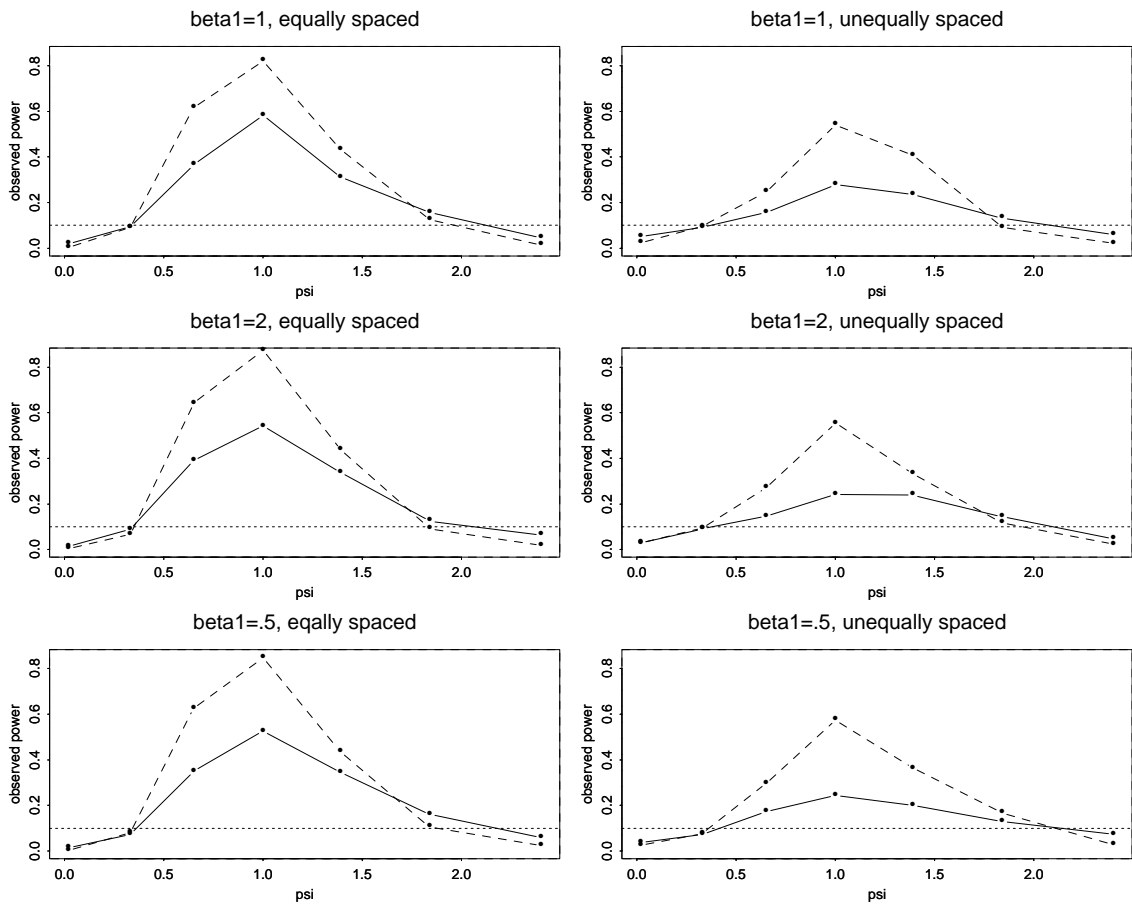 beta1=1, equally spaced
observed power
0.0 0.2 0.4 0.6 0.8
0.0 0.5 1.0 1.5 2.0
psi
beta1=1, unequally spaced
observed power
0.0 0.2 0.4 0.6 0.8
0.0 0.5 1.0 1.5 2.0
psi
beta1=2, equally spaced
observed power
0.0 0.2 0.4 0.6 0.8
0.0 0.5 1.0 1.5 2.0
psi
beta1=2, unequally spaced
observed power
0.0 0.2 0.4 0.6 0.8
0.0 0.5 1.0 1.5 2.0
psi
beta1=.5, eqally spaced
observed power
0.0 0.2 0.4 0.6 0.8
0.0 0.5 1.0 1.5 2.0
psi
beta1=.5, unequally spaced
observed power
0.0 0.2 0.4 0.6 0.8
0.0 0.5 1.0 1.5 2.0
psi